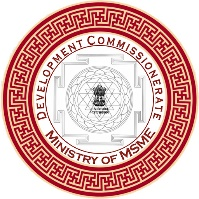 DEVELOPMENT COMMISSIONERATE
MINISTRY OF MSME